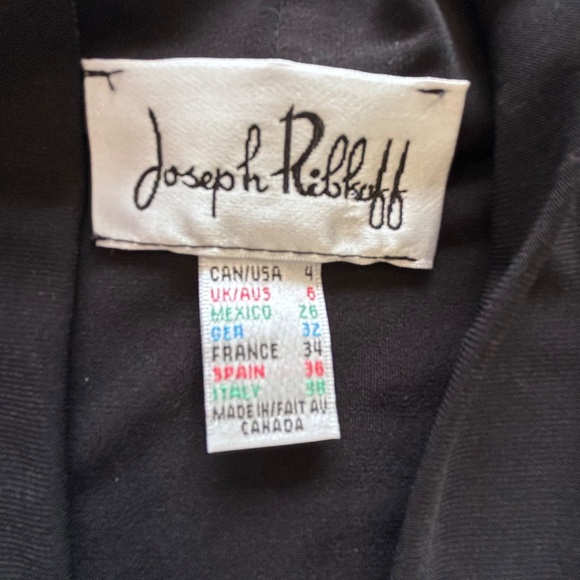 Joseph Ribkoff
CAN/USA 4
UK/AUS 6
MEXICO 26
GER 32
FRANCE 34
SPAIN 36
ITALY 38
MADE IN/FAIT AU
CANADA